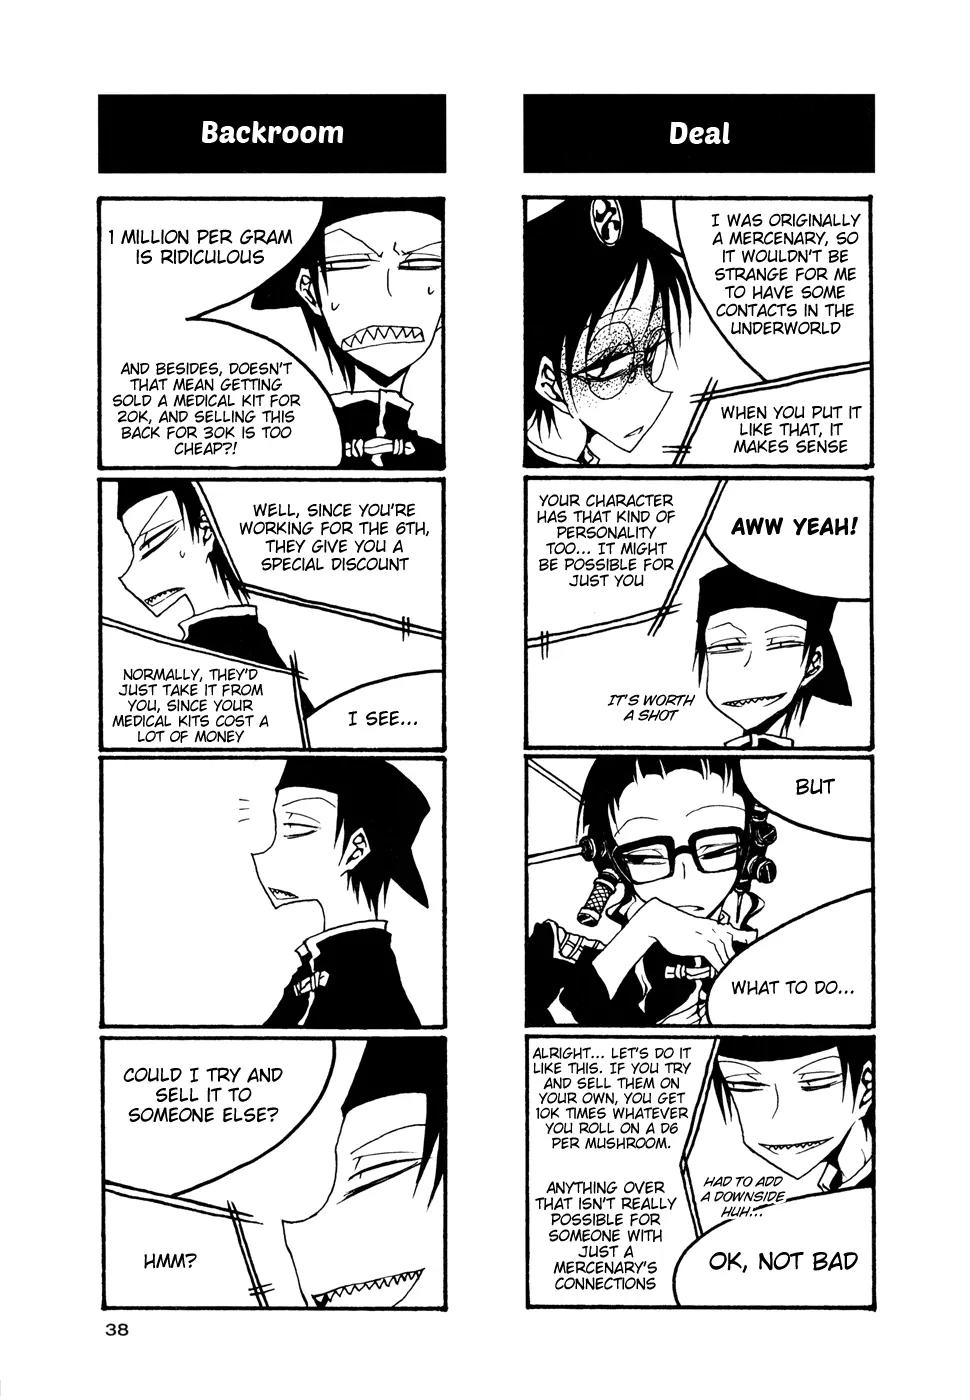 Backroom
1 MILLION PER GRAM
IS RIDICULOUS
AND BESIDES, DOESN'T
THAT MEAN GETTING
SOLD A MEDICAL KIT FOR
20K, AND SELLING THIS
BACK FOR 30K IS TOO
CHEAP?!
WELL, SINCE YOU'RE
WORKING FOR THE 6TH,
THEY GIVE YOU A
SPECIAL DISCOUNT
NORMALLY, THEY'D
JUST TAKE IT FROM
YOU, SINCE YOUR
MEDICAL KITS COST A
LOT OF MONEY
I SEE...
COULD I TRY AND
SELL IT TO
SOMEONE ELSE?
HMM?
Deal
I WAS ORIGINALLY
A MERCENARY, SO
IT WOULDN'T BE
STRANGE FOR ME
TO HAVE SOME
CONTACTS IN THE
UNDERWORLD
WHEN YOU PUT IT
LIKE THAT, IT
MAKES SENSE
YOUR CHARACTER
HAS THAT KIND OF
PERSONALITY
TOO... IT MIGHT
BE POSSIBLE FOR
JUST YOU
AWW YEAH!
IT'S WORTH
A SHOT
BUT
WHAT TO DO...
ALRIGHT... LET'S DO IT
LIKE THIS. IF YOU TRY
AND SELL THEM ON
YOUR OWN, YOU GET
10K TIMES WHATEVER
YOU ROLL ON A D6
PER MUSHROOM.
ANYTHING OVER
THAT ISN'T REALLY
POSSIBLE FOR
SOMEONE WITH
JUST A
MERCENARY'S
CONNECTIONS
HAD TO ADD
A DOWNSIDE
HUH...
OK, NOT BAD
38